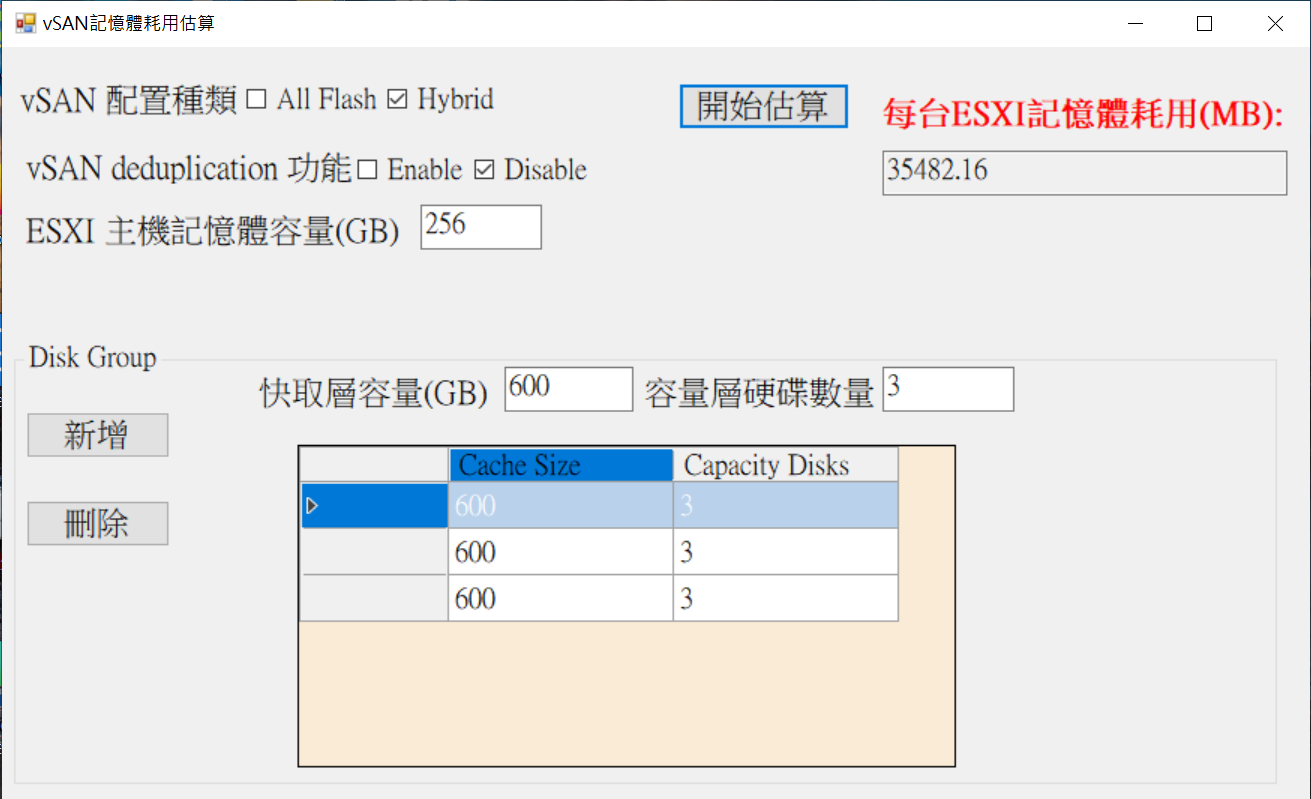 vSAN記憶體耗用估算
vSAN 配置種類 All Flash Hybrid
開始估算
每台ESXI記憶體耗用(MB):
vSAN deduplication 功能 Enable Disable
35482.16
ESXI 主機記憶體容量(GB) 256
Disk Group
快取層容量(GB) 600 容量層硬碟數量 3
新增
刪除
Cache Size Capacity Disks
600 3
600 3
600 3